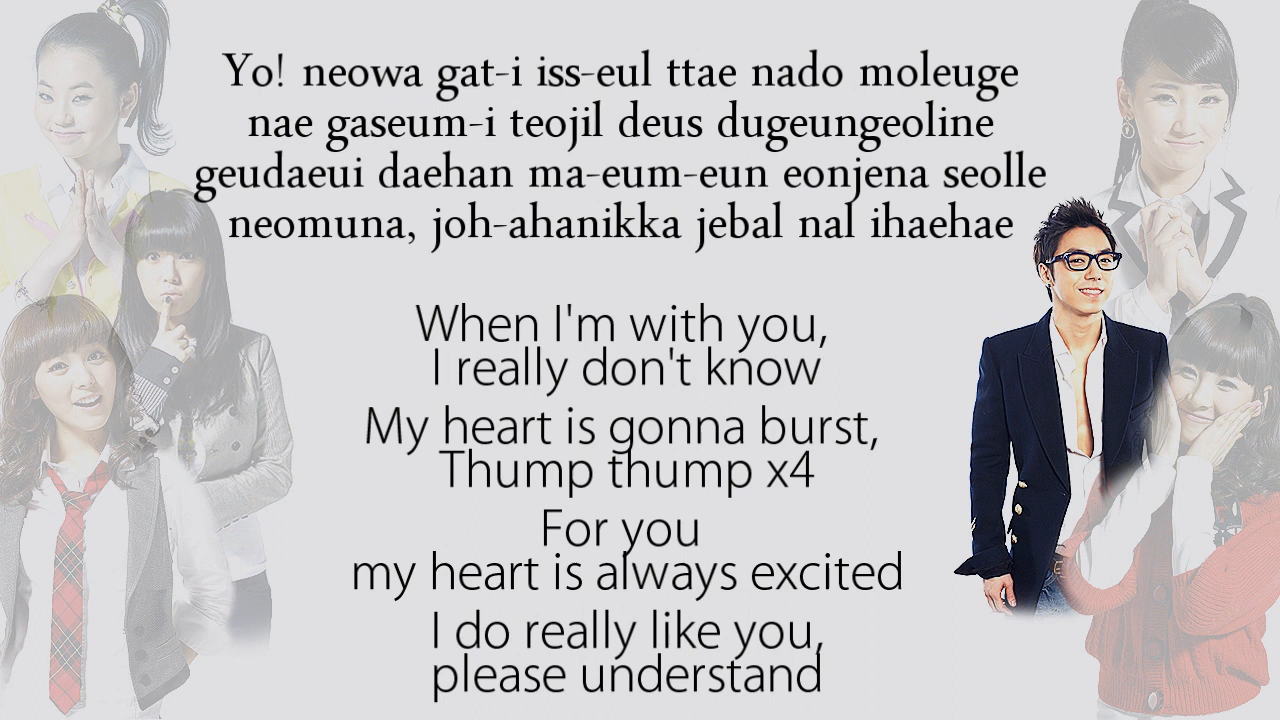 Yo! neowa gat-i iss-eul ttae nado moleuge
nae gaseum-i teojil deus dugeungeoline
geudaeui daehan ma-eum-eun eonjena seolle
neomuna, joh-ahanikka jebal nal ihaehae
When I'm with you,
I really don't know
My heart is gonna burst,
Thump thump x4
For you
my heart is always excited
I do really like you,
please understand